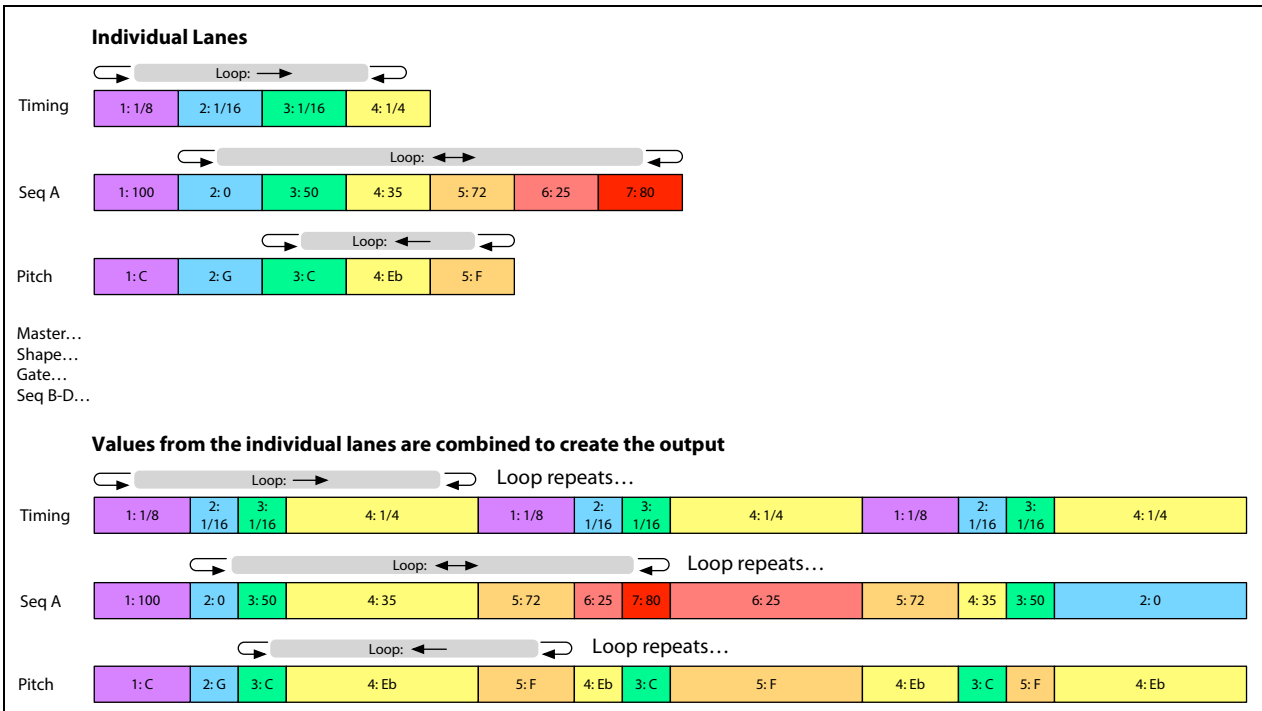 Individual Lanes
Loop:
Timing 1: 1/8 2: 1/16 3: 1/16 4: 1/4
Loop:
Seq A 1: 100 2: 0 3: 50 4: 35 5: 72 6: 25 7: 80
Loop:
Pitch 1: C 2: G 3: C 4: Eb 5: F
Master…
Shape…
Gate…
Seq B-D…
Values from the individual lanes are combined to create the output
Loop: Loop repeats…
Timing 1: 1/8 2: 1/16 3: 1/16 4: 1/4 1: 1/8 2: 1/16 3: 1/16 4: 1/4 1: 1/8 2: 1/16 3: 1/16 4: 1/4
Loop: Loop repeats…
Seq A 1: 100 2: 0 3: 50 4: 35 5: 72 6: 25 7: 80 6: 25 5: 72 4: 35 3: 50 2: 0
Loop: Loop repeats…
Pitch 1: C 2: G 3: C 4: Eb 5: F 4: Eb 3: C 5: F 4: Eb 3: C 5: F 4: Eb